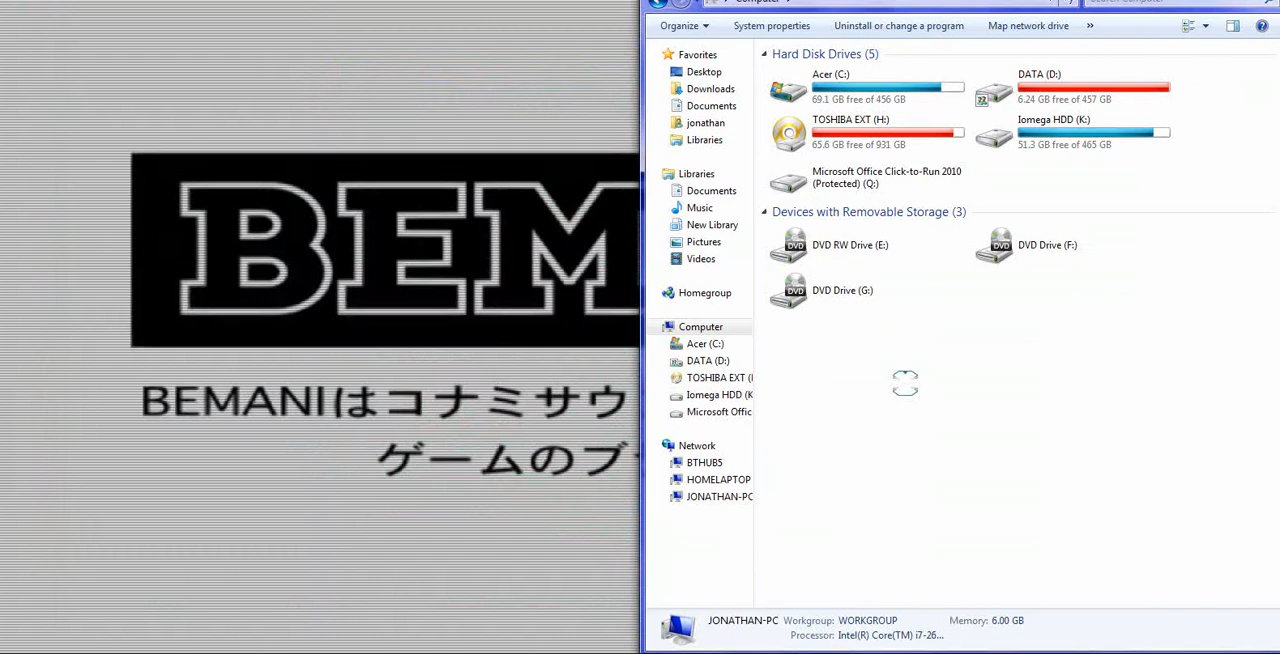 BEM
BEMANIはコナミサウ
ゲームのブ
Computer
Organize
System properties
Uninstall or change a program
Map network drive
»
Favorites
Desktop
Downloads
Documents
jonathan
Libraries
Libraries
Documents
Music
New Library
Pictures
Videos
Homegroup
Computer
Acer (C:)
DATA (D:)
TOSHIBA EXT (
Iomega HDD (K
Microsoft Offic
Network
BTHUB5
HOMELAPTOP
JONATHAN-PC
Hard Disk Drives (5)
Acer (C:)
69.1 GB free of 456 GB
DATA (D:)
6.24 GB free of 457 GB
TOSHIBA EXT (H:)
65.6 GB free of 931 GB
Iomega HDD (K:)
51.3 GB free of 465 GB
Microsoft Office Click-to-Run 2010
(Protected) (Q:)
Devices with Removable Storage (3)
DVD RW Drive (E:)
DVD Drive (F:)
DVD Drive (G:)
JONATHAN-PC Workgroup: WORKGROUP Memory: 6.00 GB
Processor: Intel(R) Core(TM) i7-26...